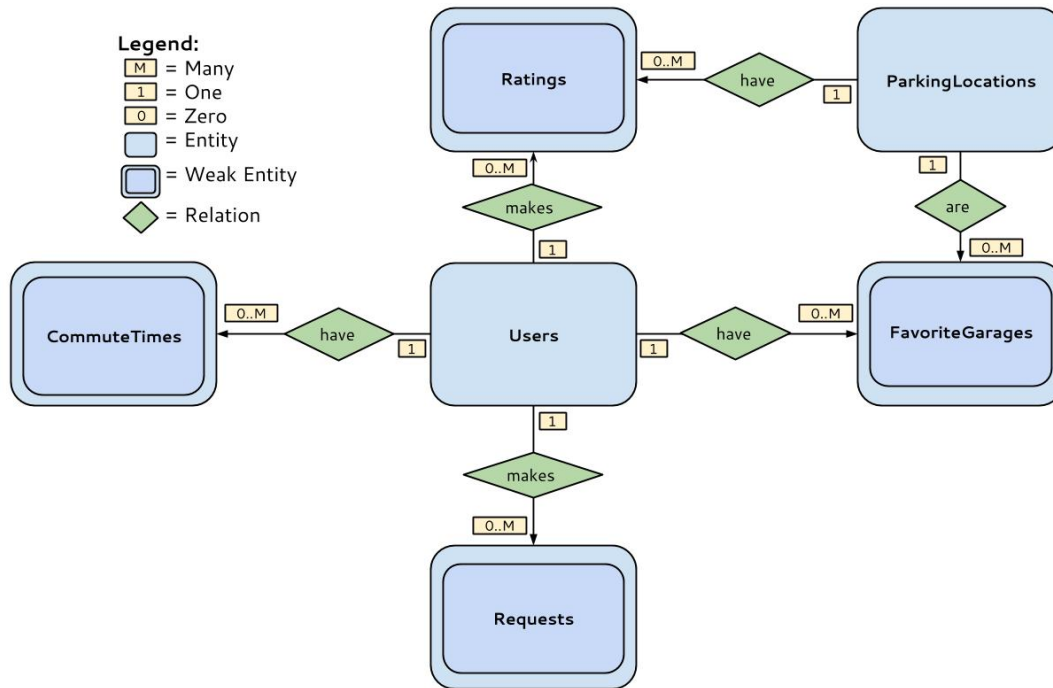 Legend:
M = Many
1 = One
0 = Zero
= Entity
= Weak Entity
= Relation
Ratings
0..M
have
1
ParkingLocations
0..M
makes
1
1
are
0..M
CommuteTimes
0..M
have
1
Users
1
have
0..M
FavoriteGarages
1
makes
0..M
Requests